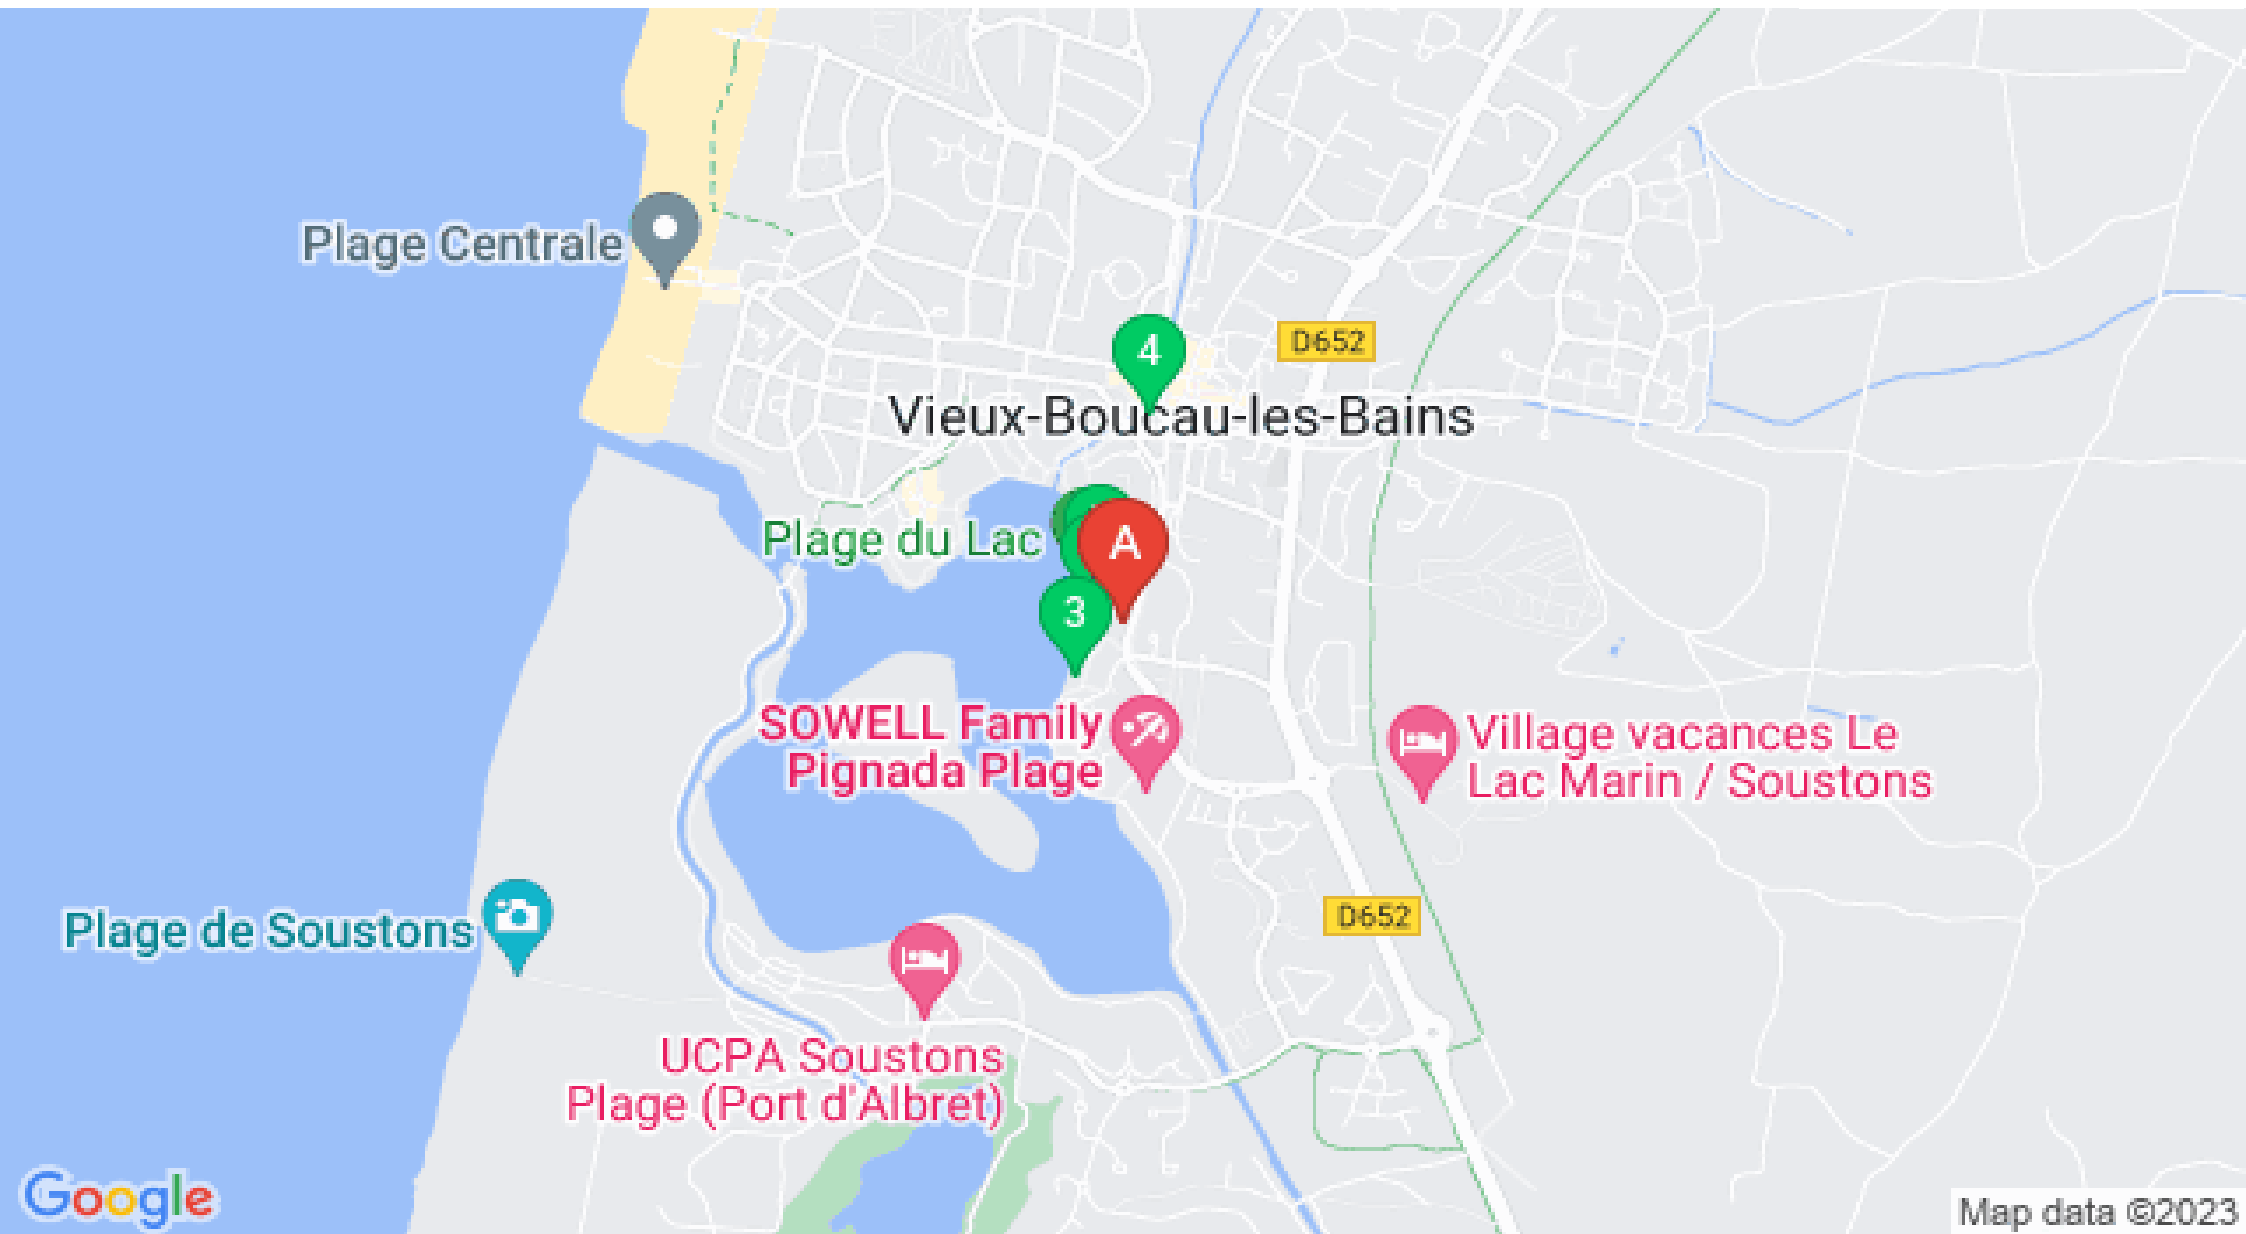 Plage Centrale
4
D652
Vieux-Boucau-les-Bains
Plage du Lac
A
3
SOWELL Family
Pignada Plage
Village vacances Le
Lac Marin / Soustons
Plage de Soustons
D652
UCPA Soustons
Plage (Port d'Albret)
Google
Map data ©2023